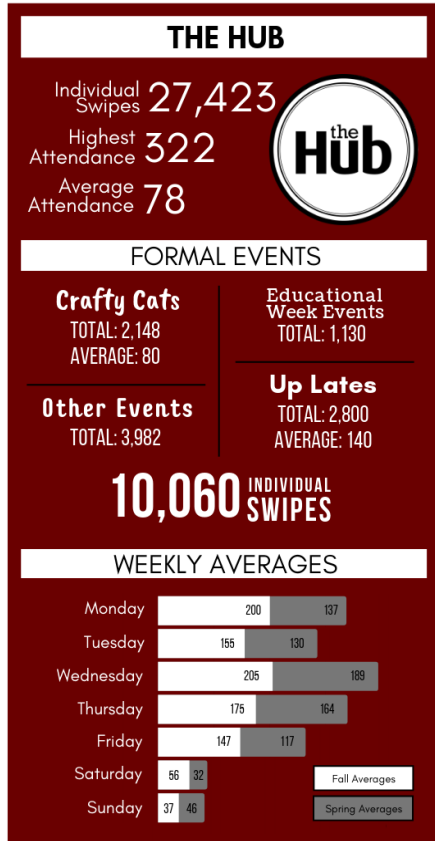 THE HUB
Individual
Swipes 27,423
Highest
Attendance 322
Average
Attendance 78
the
Hub
FORMAL EVENTS
Crafty Cats
TOTAL: 2,148
AVERAGE: 80
Educational
Week Events
TOTAL: 1,130
Other Events
TOTAL: 3,982
Up Lates
TOTAL: 2,800
AVERAGE: 140
10,060 INDIVIDUAL
SWIPES
WEEKLY AVERAGES
Monday 200 137
Tuesday 155 130
Wednesday 205 189
Thursday 175 164
Friday 147 117
Saturday 56 32
Sunday 37 46
Fall Averages
Spring Averages